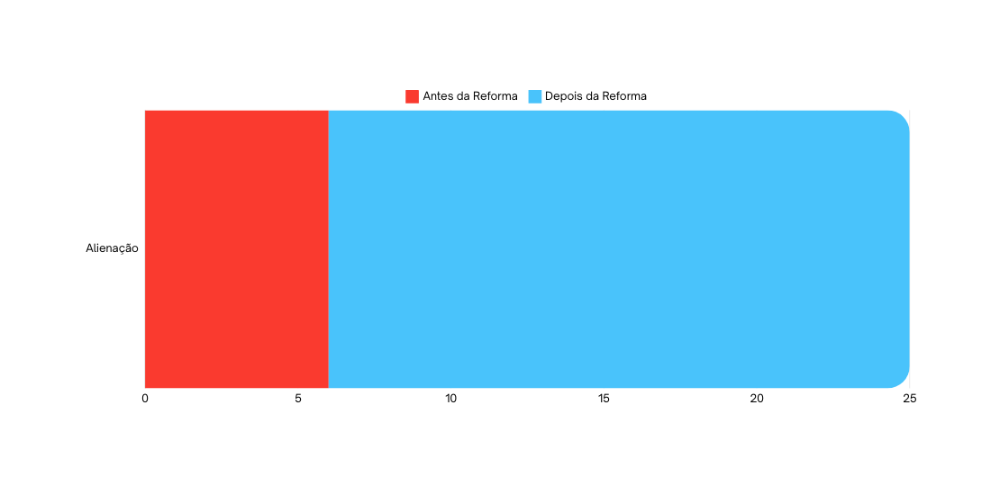 Antes da Reforma Depois da Reforma
Alienação
0 5 10 15 20 25